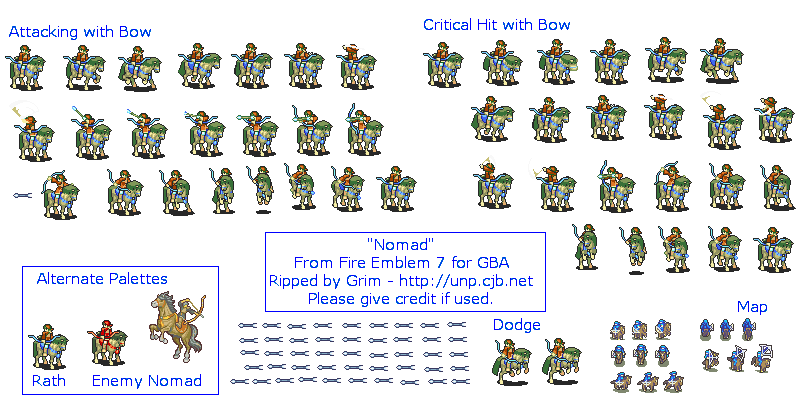 Attacking with Bow
Critical Hit with Bow
"Nomad"
From Fire Emblem 7 for GBA
Ripped by Grim - http://unp.cjb.net
Please give credit if used.
Alternate Palettes
Rath
Enemy Nomad
Dodge
Map